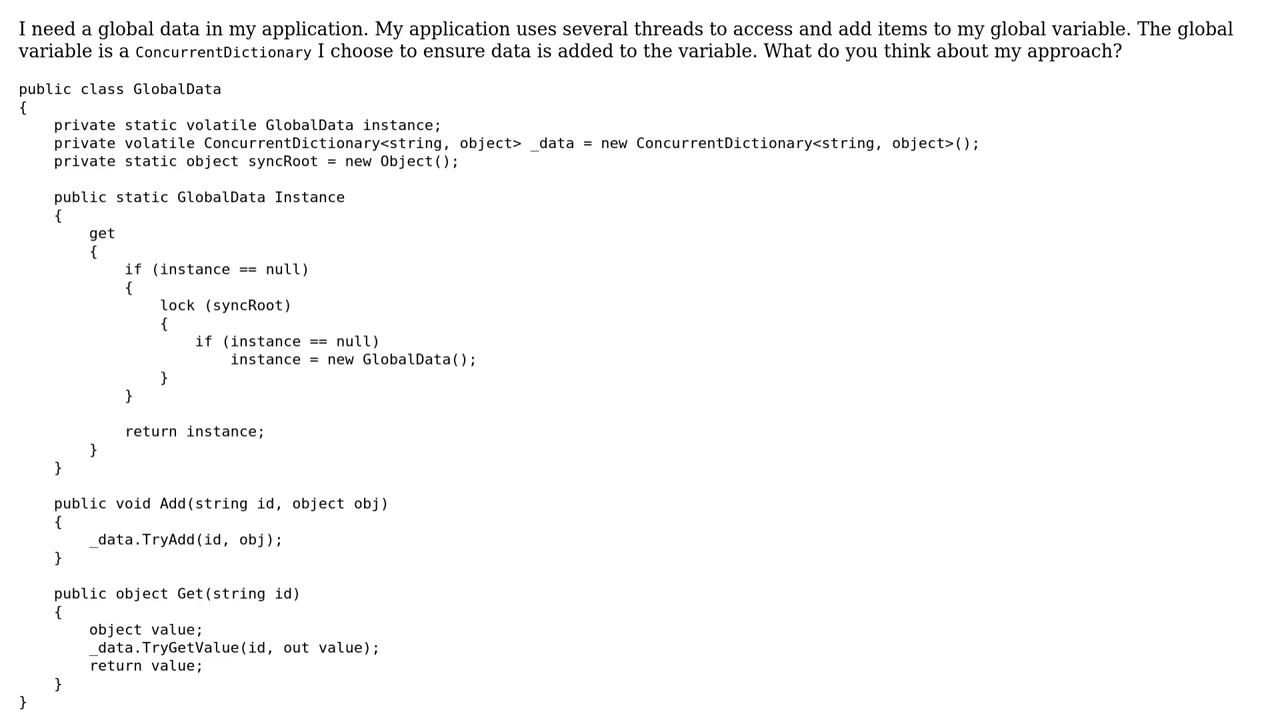 I need a global data in my application. My application uses several threads to access and add items to my global variable. The global
variable is a ConcurrentDictionary I choose to ensure data is added to the variable. What do you think about my approach?
public class GlobalData
{
    private static volatile GlobalData instance;
    private volatile ConcurrentDictionary<string, object> _data = new ConcurrentDictionary<string, object>();
    private static object syncRoot = new Object();

    public static GlobalData Instance
    {
        get
        {
            if (instance == null)
            {
                lock (syncRoot)
                {
                    if (instance == null)
                        instance = new GlobalData();
                }
            }

            return instance;
        }
    }

    public void Add(string id, object obj)
    {
        _data.TryAdd(id, obj);
    }

    public object Get(string id)
    {
        object value;
        _data.TryGetValue(id, out value);
        return value;
    }
}